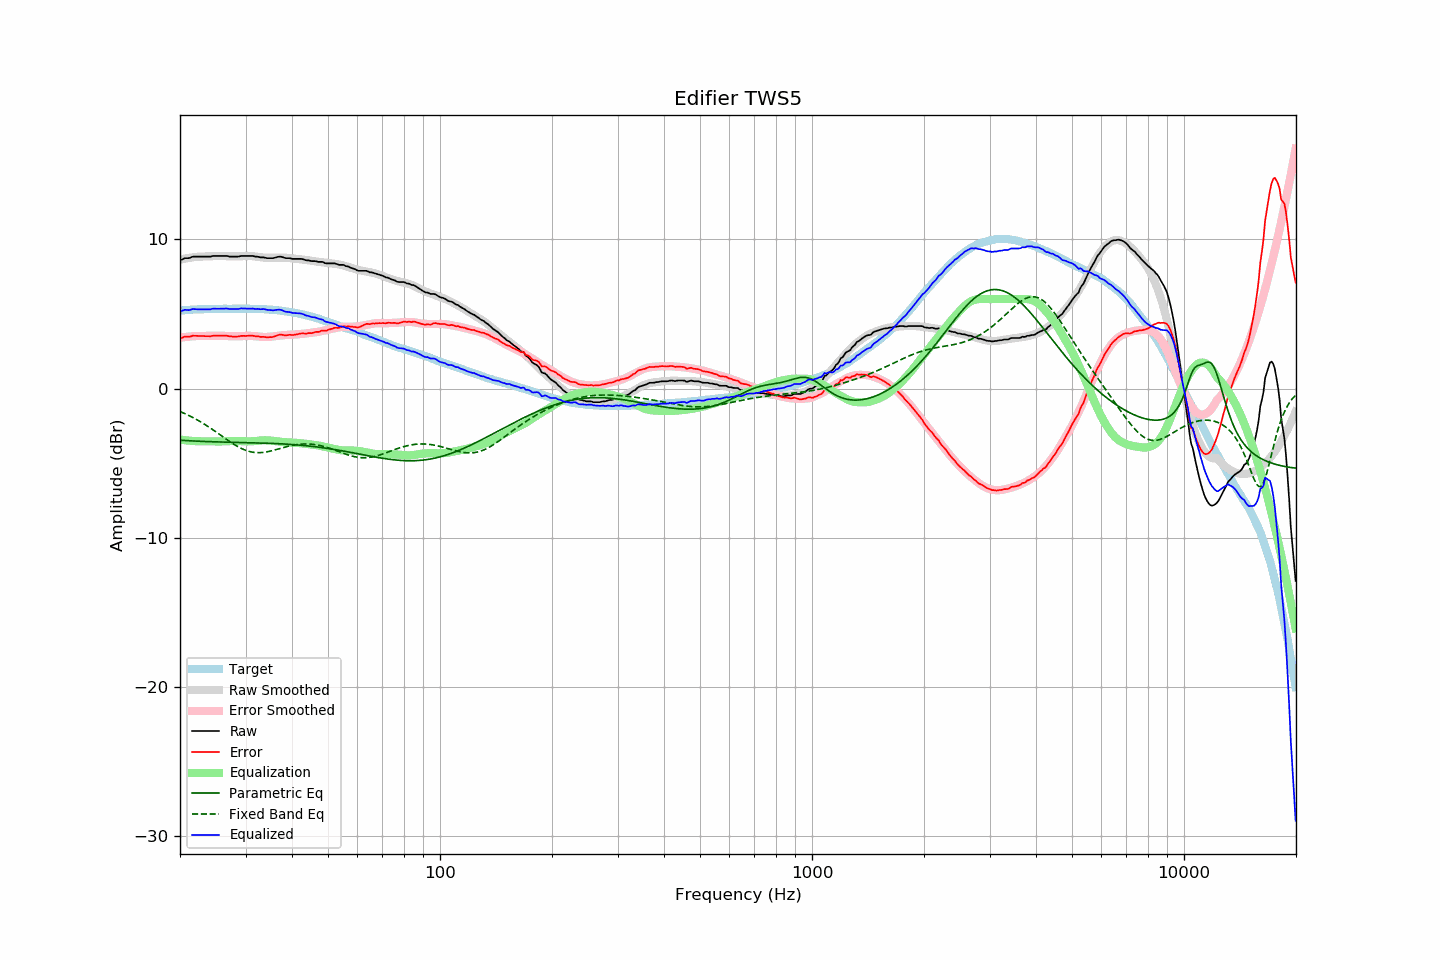 Edifier TWS5
Amplitude (dBr)
10
0
−10
−20
−30
Target
Raw Smoothed
Error Smoothed
Raw
Error
Equalization
Parametric Eq
Fixed Band Eq
Equalized
100
1000
10000
Frequency (Hz)